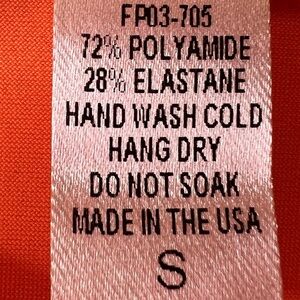 FP03-705
72% POLYAMIDE
28% ELASTANE
HAND WASH COLD
HANG DRY
DO NOT SOAK
MADE IN THE USA
S